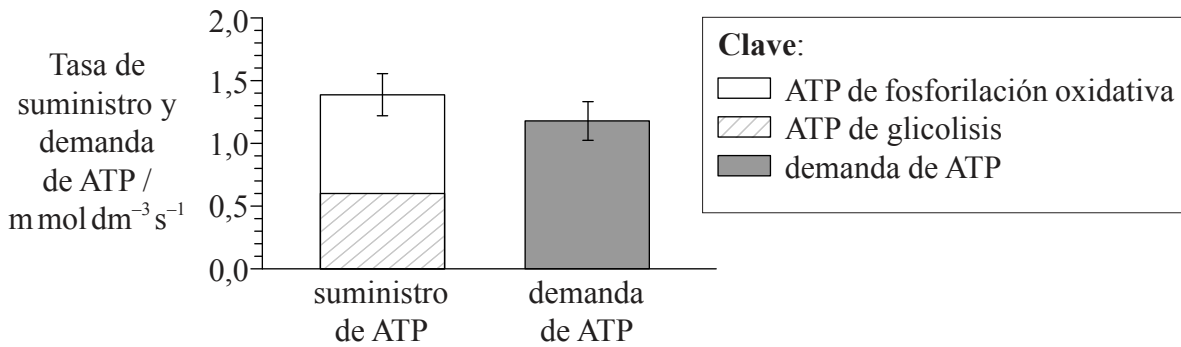 Tasa de
suministro y
demanda
de ATP /
m mol dm⁻³ s⁻¹
2,0
1,5
1,0
0,5
0,0
suministro
de ATP
demanda
de ATP
Clave:
ATP de fosforilación oxidativa
ATP de glicolisis
demanda de ATP